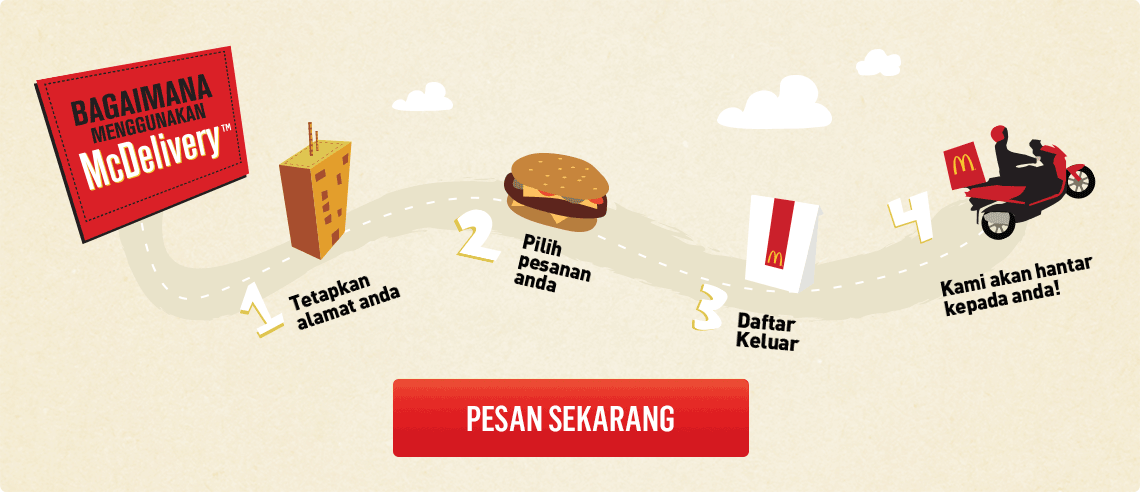 BAGAIMANA
MENGGUNAKAN
McDelivery™
1
Tetapkan
alamat anda
2
Pilih
pesanan
anda
3
Daftar
Keluar
4
Kami akan hantar
kepada anda!
PESAN SEKARANG